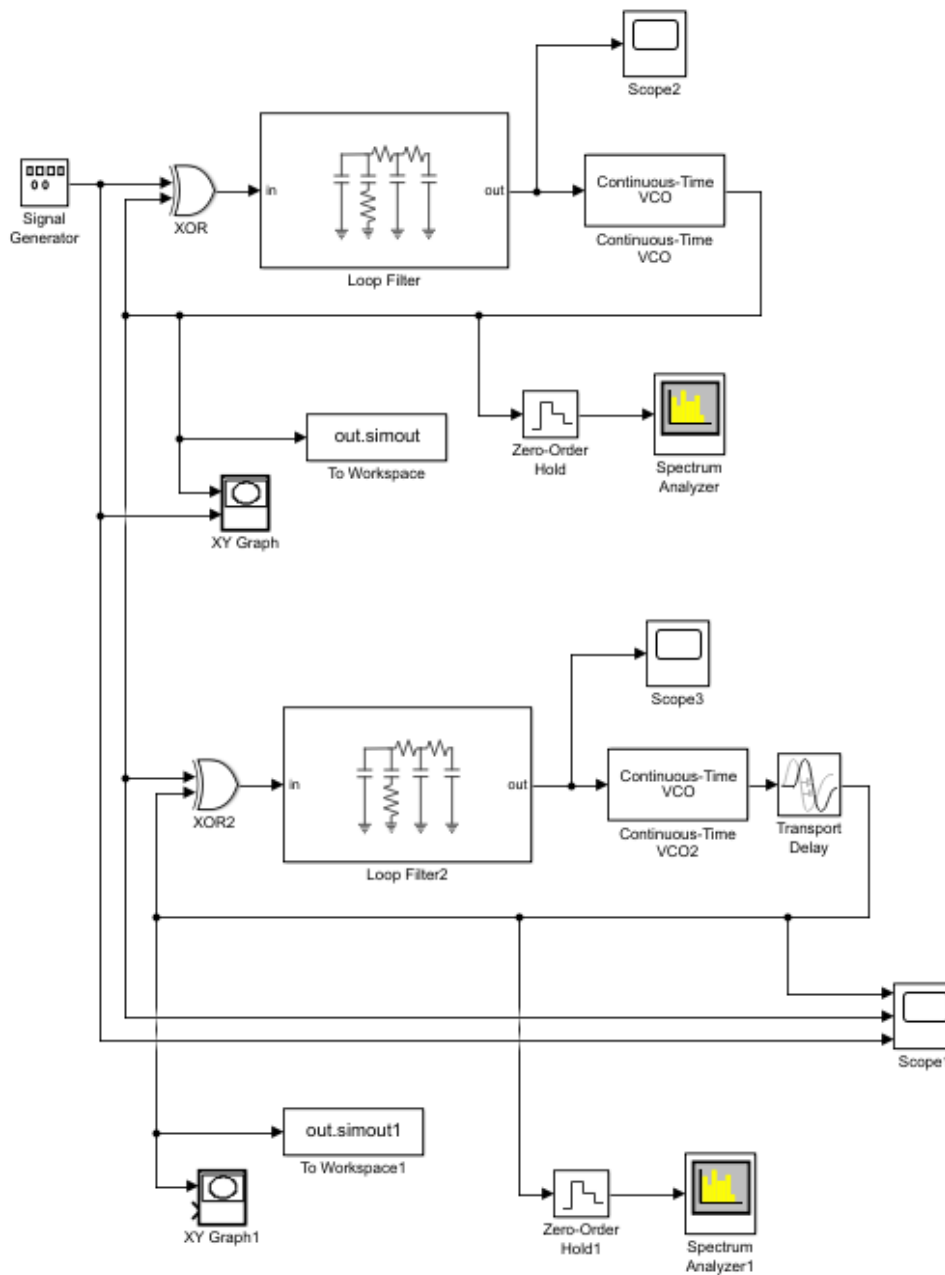 Scope2
in
out
Continuous-Time
VCO
Signal
Generator
XOR
Continuous-Time
VCO
Loop Filter
out.simout
To Workspace
Zero-Order
Hold
Spectrum
Analyzer
XY Graph
Scope3
in
out
Continuous-Time
VCO
XOR2
Continuous-Time
VCO2
Transport
Delay
Loop Filter2
Scope1
out.simout1
To Workspace1
XY Graph1
Zero-Order
Hold1
Spectrum
Analyzer1